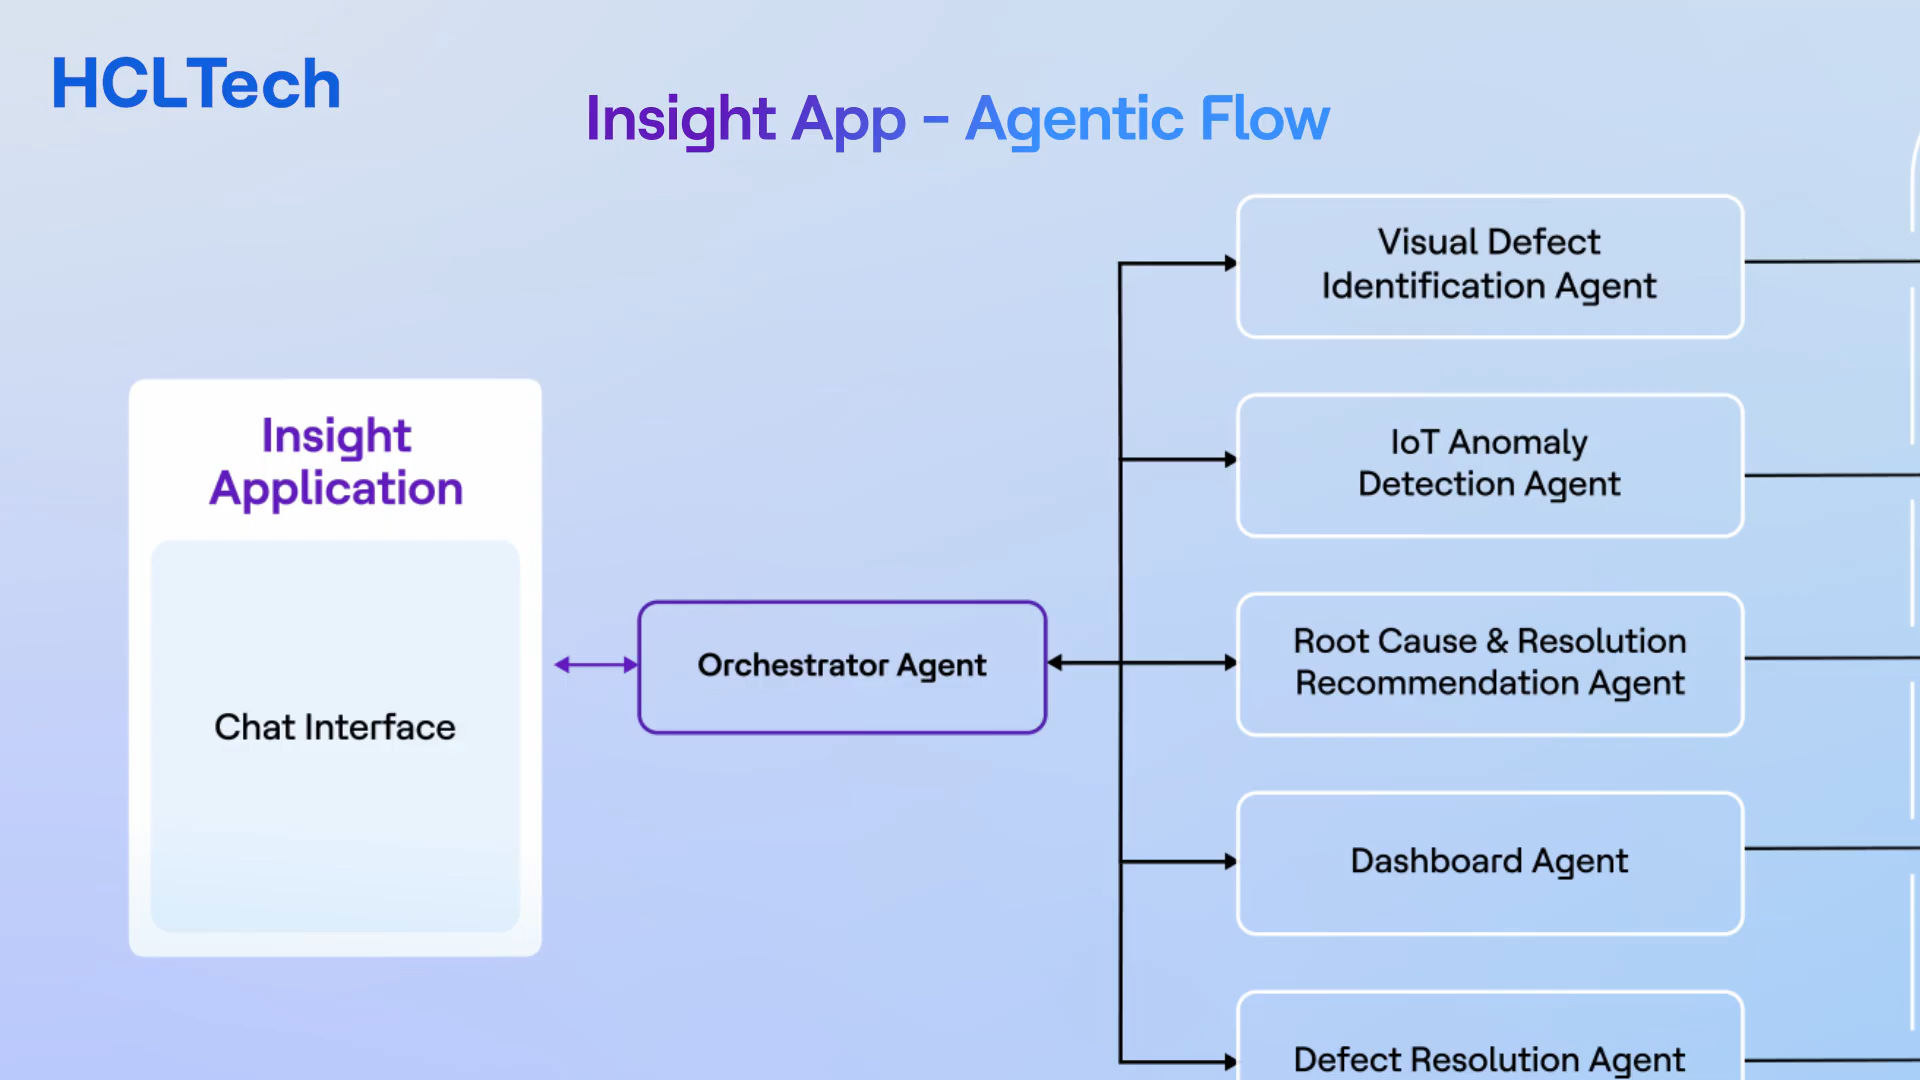 HCLTech
Insight App - Agentic Flow
Insight
Application
Chat Interface
Orchestrator Agent
Visual Defect
Identification Agent
IoT Anomaly
Detection Agent
Root Cause & Resolution
Recommendation Agent
Dashboard Agent
Defect Resolution Agent